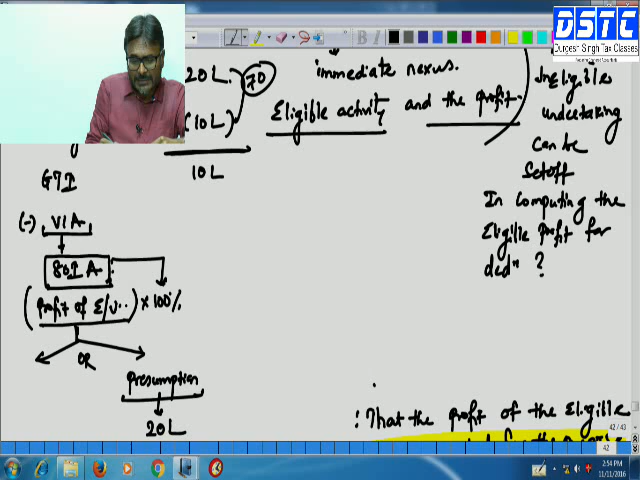 DSTC
Durgesh Singh Tax Classes
20L
70
(10L)
10L
immediate nexus.
Eligible activity and the profit.
InEligible
undertaking
Can be
Setoff
In computing the
Eligible Profit for
dedn ?
GTI
(-) VIA
80I A
(Profit of E/U..) x 100%
OR
Presumption
20L
: That the profit of the Eligible
42 / 43
42
2:54 PM
11/11/2016